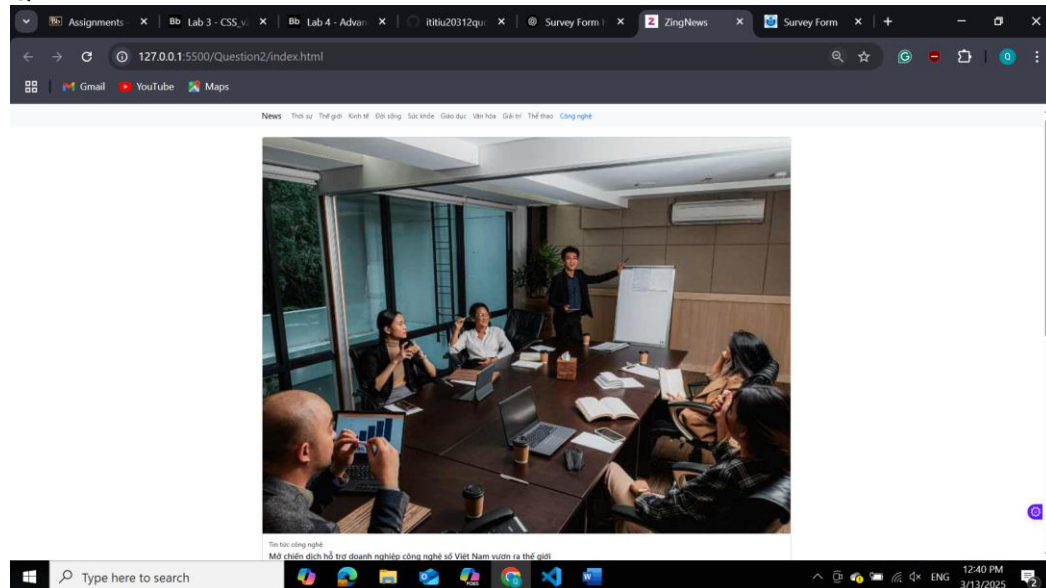 Assignments
Lab 3 - CSS_v
Lab 4 - Advan
ititiu20312quc
Survey Form
ZingNews
Survey Form
127.0.0.1:5500/Question2/index.html
Gmail
YouTube
Maps
News Thời sự Thế giới Kinh tế Đời sống Sức khỏe Giáo dục Văn hóa Giải trí Thể thao Công nghệ
Tin tức công nghệ
Mở chiến dịch hỗ trợ doanh nghiệp công nghệ số Việt Nam vươn ra thế giới
Type here to search
ENG
12:40 PM
3/13/2025